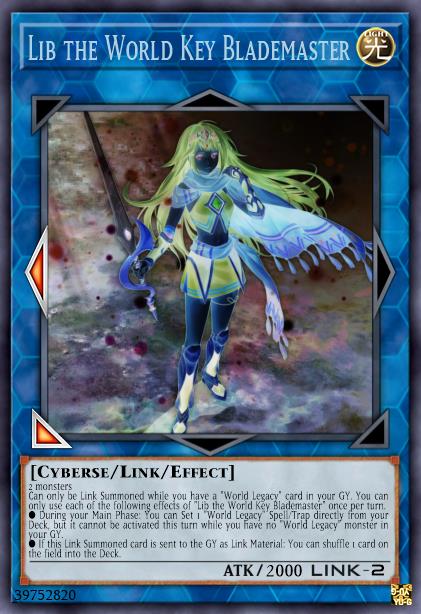 LIB THE WORLD KEY BLADEMASTER
LIGHT
光
[CYBERSE/LINK/EFFECT]
2 monsters
Can only be Link Summoned while you have a "World Legacy" card in your GY. You can
only use each of the following effects of "Lib the World Key Blademaster" once per turn.
● During your Main Phase: You can Set 1 "World Legacy" Spell/Trap directly from your
Deck, but it cannot be activated this turn while you have no "World Legacy" monster in
your GY.
● If this Link Summoned card is sent to the GY as Link Material: You can shuffle 1 card on
the field into the Deck.
ATK/2000 LINK-2
39752820